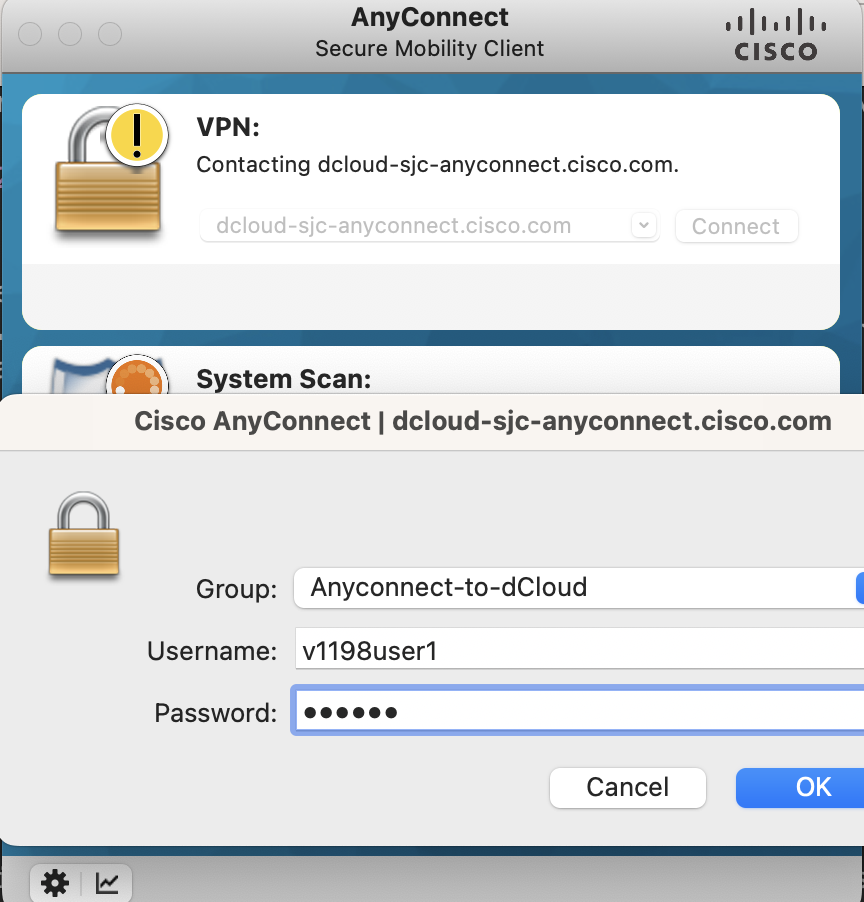 AnyConnect
Secure Mobility Client
CISCO
VPN:
Contacting dcloud-sjc-anyconnect.cisco.com.
dcloud-sjc-anyconnect.cisco.com
Connect
System Scan:
Cisco AnyConnect | dcloud-sjc-anyconnect.cisco.com
Group: Anyconnect-to-dCloud
Username: v1198user1
Password: ••••••
Cancel OK